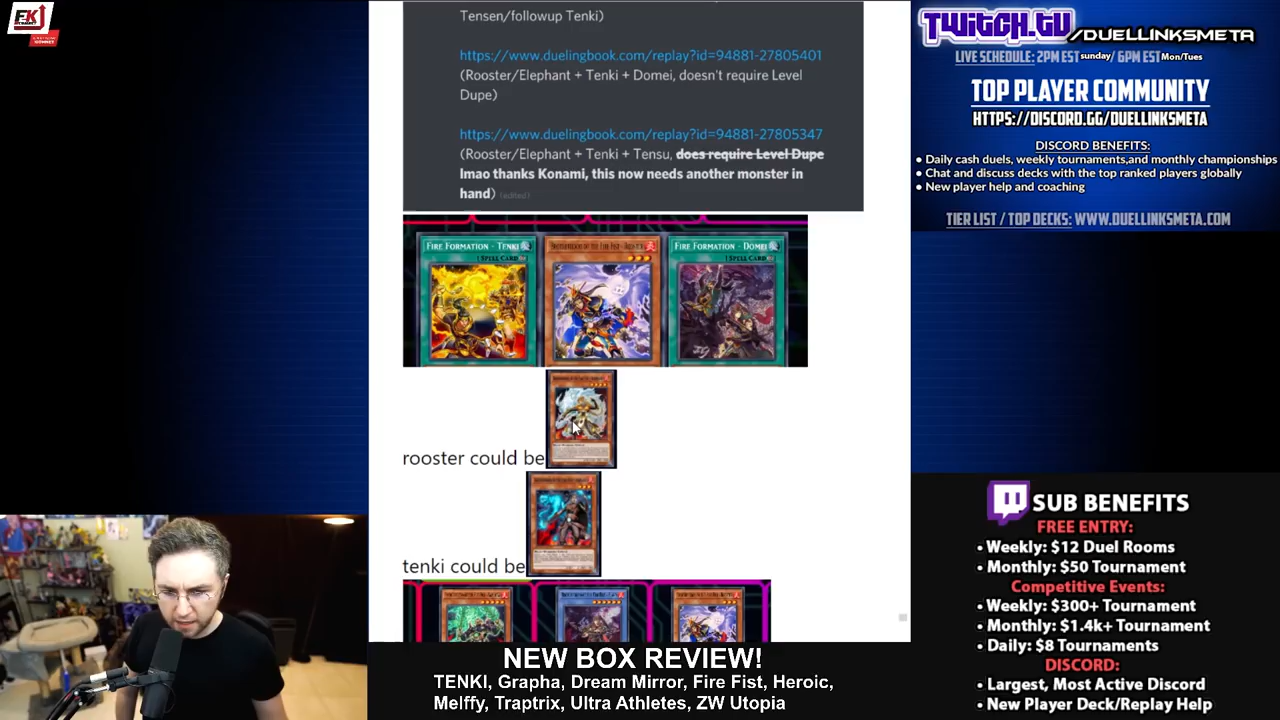 Tensen/followup Tenki)
https://www.duelingbook.com/replay?id=94881-27805401
(Rooster/Elephant + Tenki + Domei, doesn't require Level
Dupe)
https://www.duelingbook.com/replay?id=94881-27805347
(Rooster/Elephant + Tenki + Tensu, does require Level Dupe
lmao thanks Konami, this now needs another monster in
hand) (edited)
FIRE FORMATION - TENKI
[SPELL CARD]
FIRE FORMATION - DOMEI
[SPELL CARD]
rooster could be
tenki could be
TWITCH.TV/DUELLINKSMETA
LIVE SCHEDULE: 2PM EST sunday/ 6PM EST Mon/Tues
TOP PLAYER COMMUNITY
HTTPS://DISCORD.GG/DUELLINKSMETA
DISCORD BENEFITS:
• Daily cash duels, weekly tournaments,and monthly championships
• Chat and discuss decks with the top ranked players globally
• New player help and coaching
TIER LIST / TOP DECKS: WWW.DUELLINKSMETA.COM
SUB BENEFITS
FREE ENTRY:
• Weekly: $12 Duel Rooms
• Monthly: $50 Tournament
Competitive Events:
• Weekly: $300+ Tournament
• Monthly: $1.4k+ Tournament
• Daily: $8 Tournaments
DISCORD:
• Largest, Most Active Discord
• New Player Deck/Replay Help
NEW BOX REVIEW!
TENKI, Grapha, Dream Mirror, Fire Fist, Heroic,
Melffy, Traptrix, Ultra Athletes, ZW Utopia